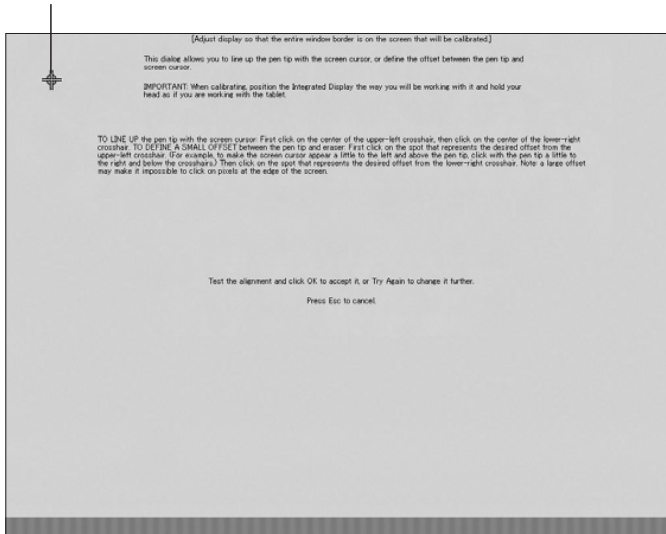 [Adjust display so that the entire window border is on the screen that will be calibrated.]
This dialog allows you to line up the pen tip with the screen cursor, or define the offset between the pen tip and
screen cursor.
IMPORTANT: When calibrating, position the Integrated Display the way you will be working with it and hold your
head as if you are working with the tablet.
TO LINE UP the pen tip with the screen cursor: First click on the center of the upper-left crosshair, then click on the center of the lower-right
crosshair. TO DEFINE A SMALL OFFSET between the pen tip and eraser: First click on the spot that represents the desired offset from the
upper-left crosshair. (For example, to make the screen cursor appear a little to the left and above the pen tip, click with the pen tip a little to
the right and below the crosshairs.) Then click on the spot that represents the desired offset from the lower-right crosshair. Note: a large offset
may make it impossible to click on pixels at the edge of the screen.
Test the alignment and click OK to accept it, or Try Again to change it further.
Press Esc to cancel.